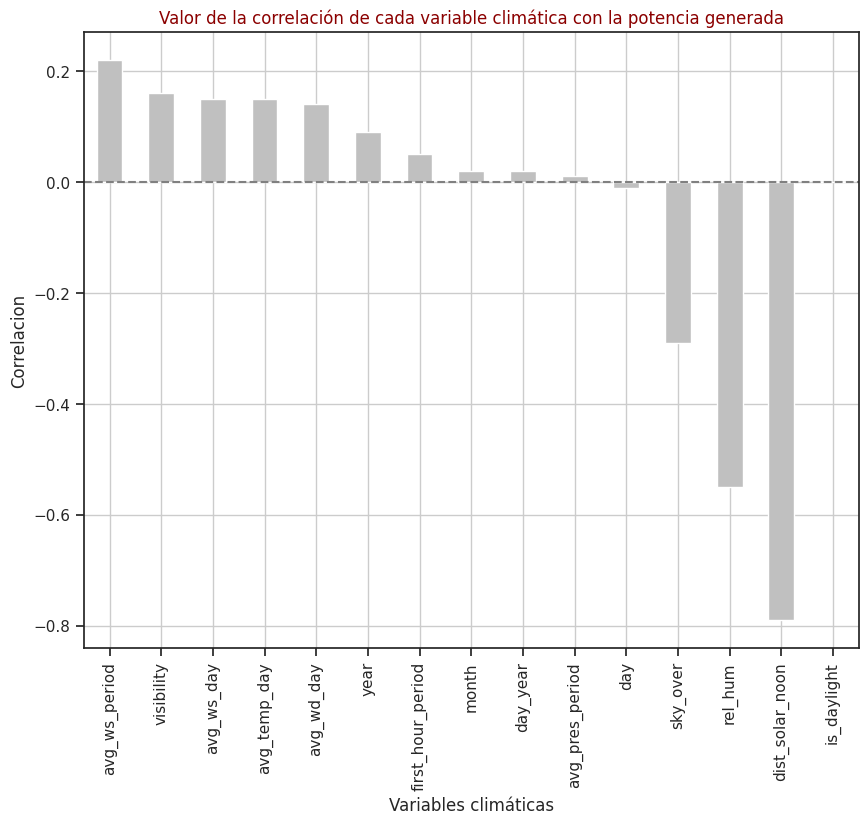 Valor de la correlación de cada variable climática con la potencia generada
Correlacion
0.2
0.0
−0.2
−0.4
−0.6
−0.8
avg_ws_period
visibility
avg_ws_day
avg_temp_day
avg_wd_day
year
first_hour_period
month
day_year
avg_pres_period
day
sky_over
rel_hum
dist_solar_noon
is_daylight
Variables climáticas